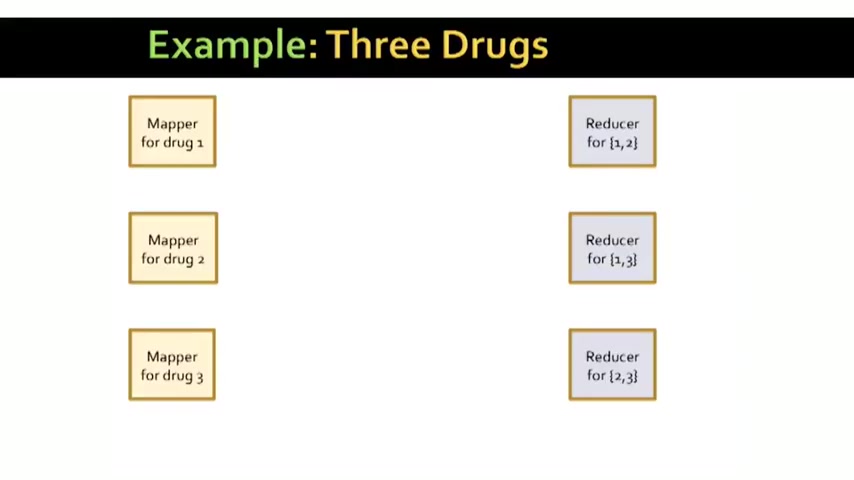 Example: Three Drugs
Mapper
for drug 1
Reducer
for {1,2}
Mapper
for drug 2
Reducer
for {1,3}
Mapper
for drug 3
Reducer
for {2,3}